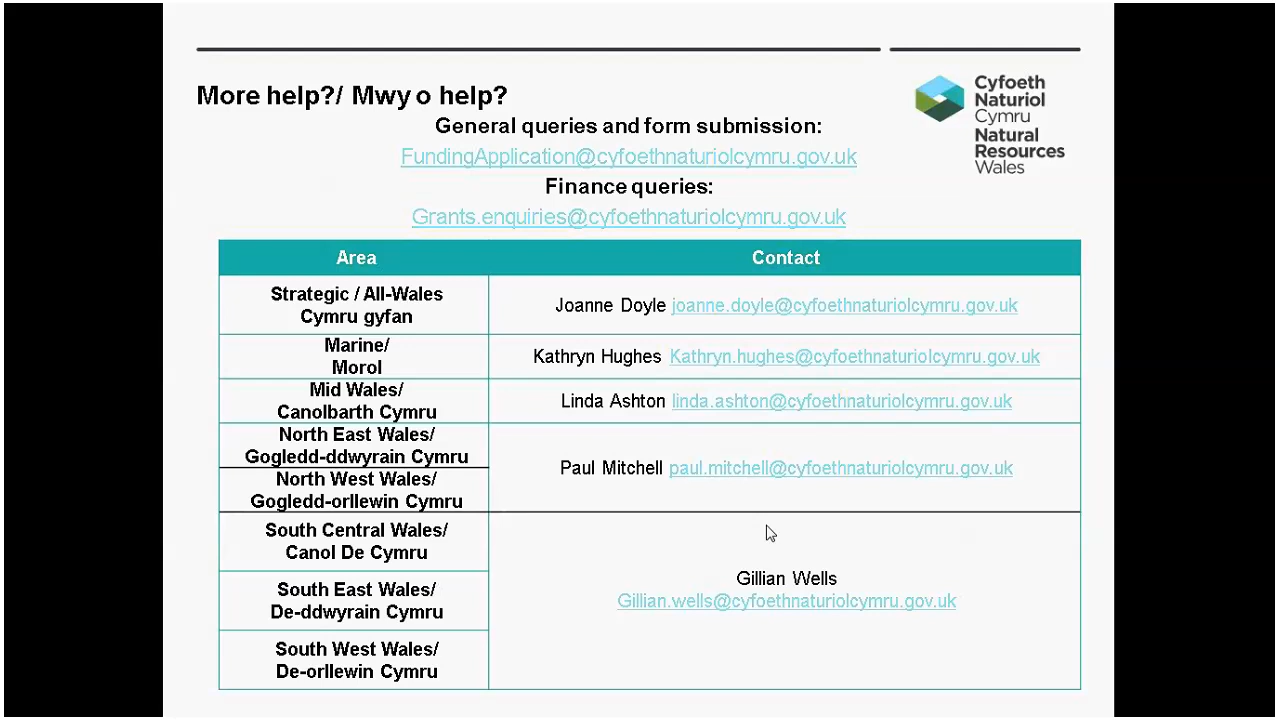 More help?/ Mwy o help?
Cyfoeth
Naturiol
Cymru
Natural
Resources
Wales
General queries and form submission:
FundingApplication@cyfoethnaturiolcymru.gov.uk
Finance queries:
Grants.enquiries@cyfoethnaturiolcymru.gov.uk
Area
Contact
Strategic / All-Wales
Cymru gyfan
Joanne Doyle joanne.doyle@cyfoethnaturiolcymru.gov.uk
Marine/
Morol
Kathryn Hughes Kathryn.hughes@cyfoethnaturiolcymru.gov.uk
Mid Wales/
Canolbarth Cymru
Linda Ashton linda.ashton@cyfoethnaturiolcymru.gov.uk
North East Wales/
Gogledd-ddwyrain Cymru
North West Wales/
Gogledd-orllewin Cymru
Paul Mitchell paul.mitchell@cyfoethnaturiolcymru.gov.uk
South Central Wales/
Canol De Cymru
South East Wales/
De-ddwyrain Cymru
South West Wales/
De-orllewin Cymru
Gillian Wells
Gillian.wells@cyfoethnaturiolcymru.gov.uk